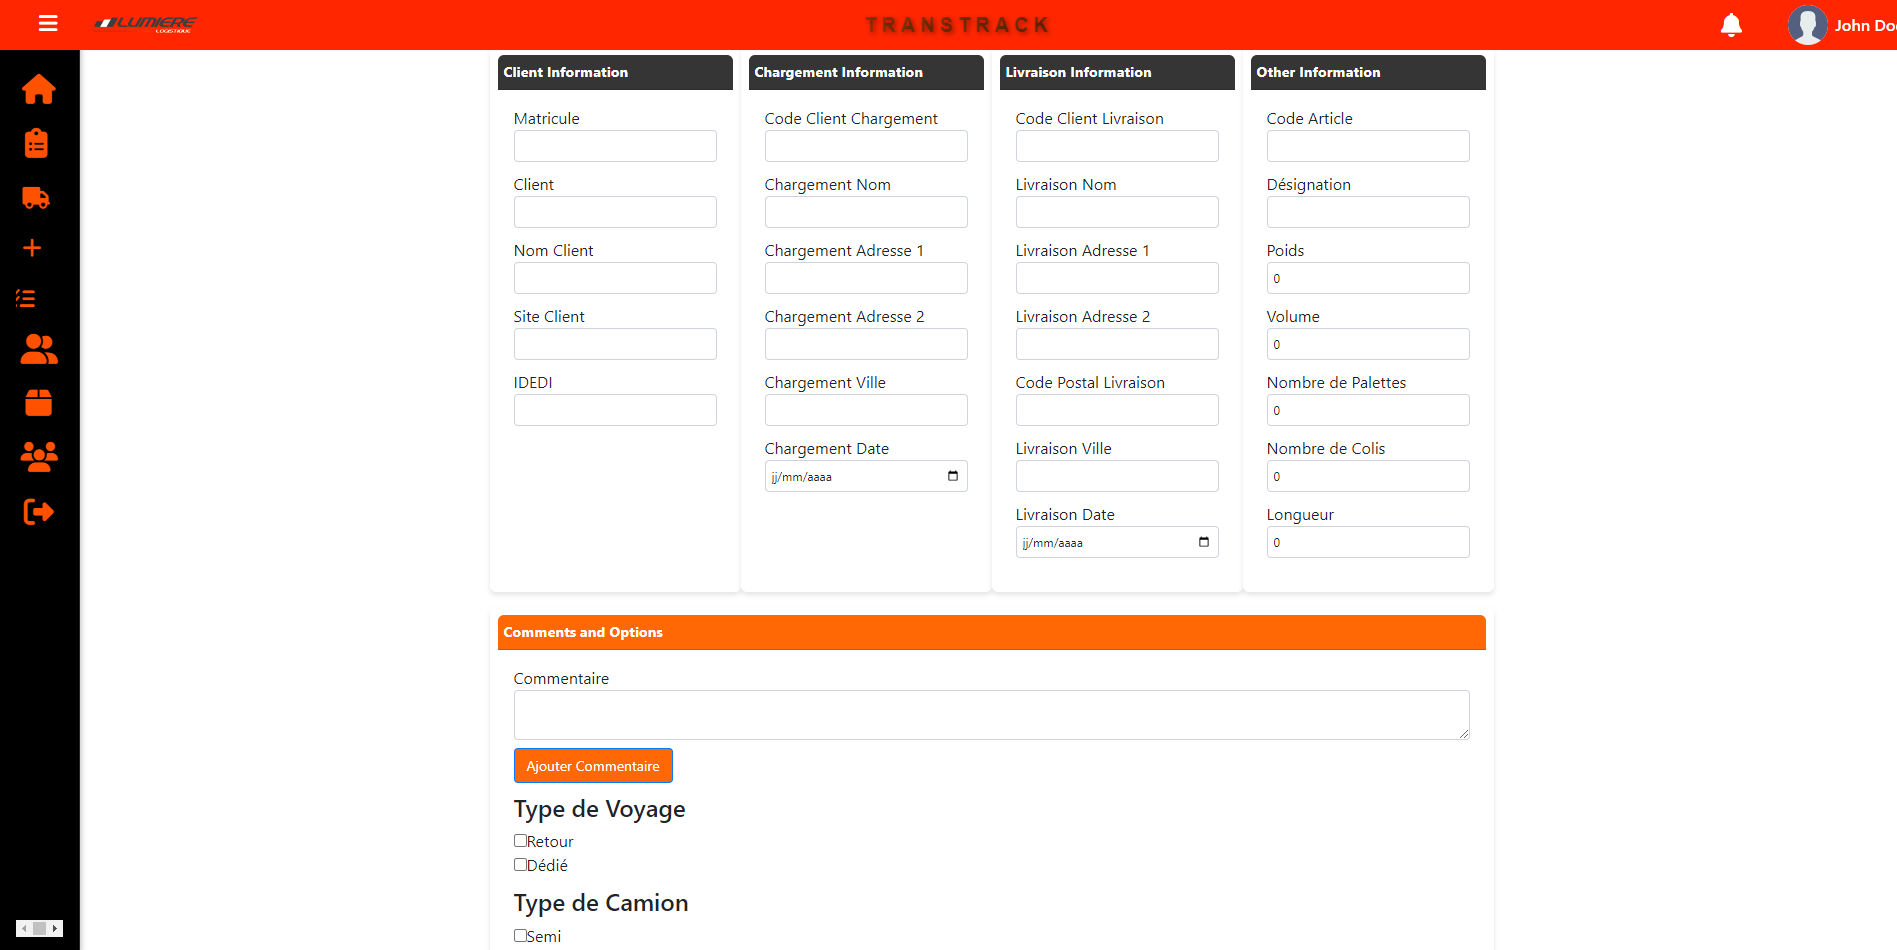 LUMIERE
LOGISTIQUE
TRANSTRACK
John Do
Client Information
Matricule
Client
Nom Client
Site Client
IDEDI
Chargement Information
Code Client Chargement
Chargement Nom
Chargement Adresse 1
Chargement Adresse 2
Chargement Ville
Chargement Date
jj/mm/aaaa
Livraison Information
Code Client Livraison
Livraison Nom
Livraison Adresse 1
Livraison Adresse 2
Code Postal Livraison
Livraison Ville
Livraison Date
jj/mm/aaaa
Other Information
Code Article
Désignation
Poids
0
Volume
0
Nombre de Palettes
0
Nombre de Colis
0
Longueur
0
Comments and Options
Commentaire
Ajouter Commentaire
Type de Voyage
Retour
Dédié
Type de Camion
Semi